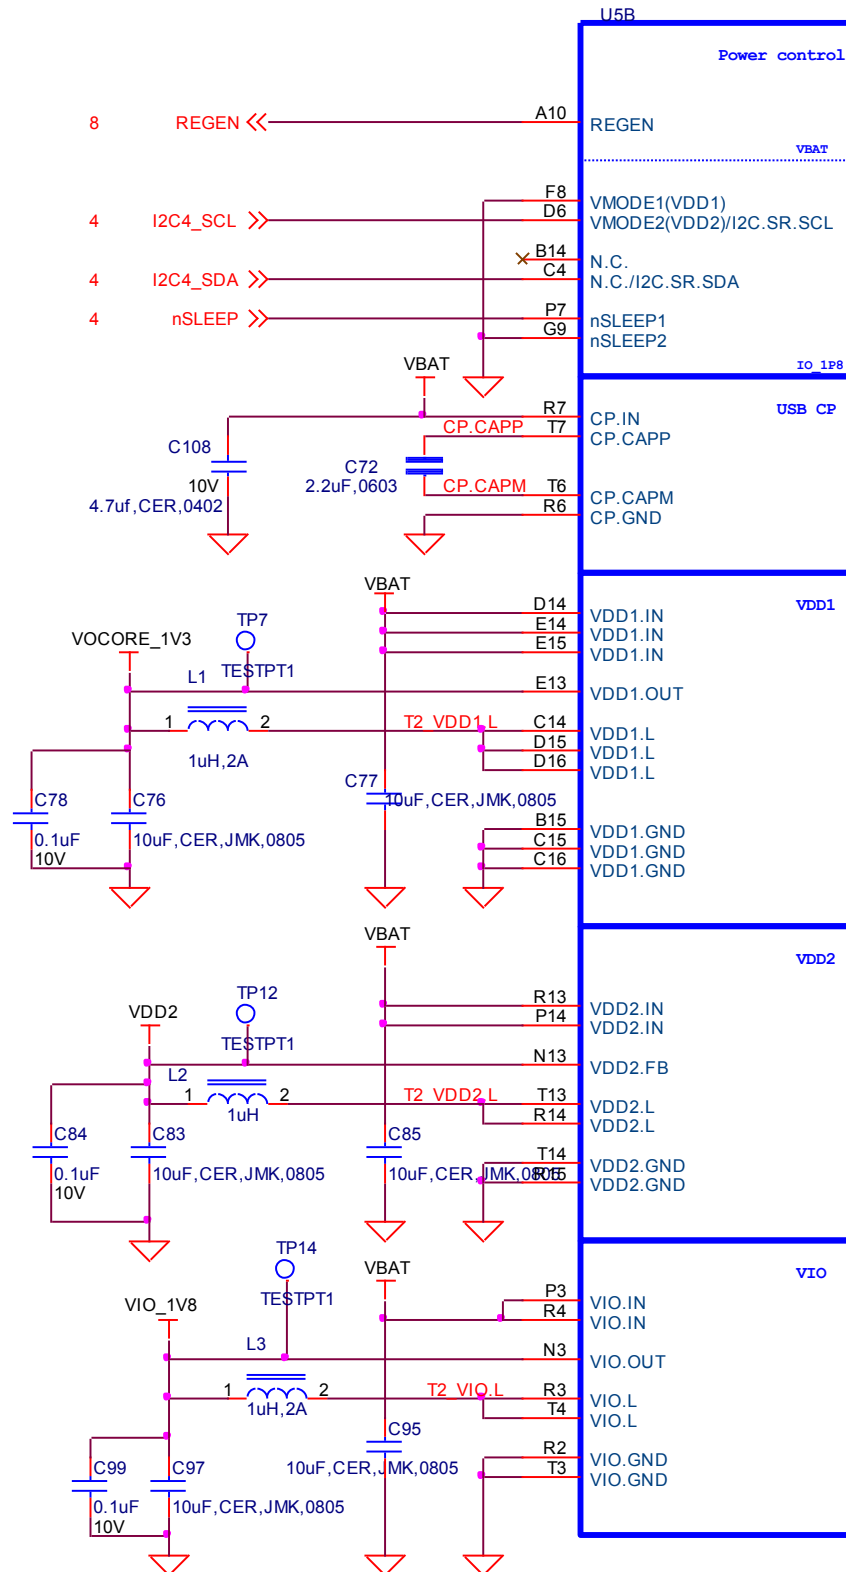 U5B
Power control
8 REGEN A10 REGEN
VBAT
F8 VMODE1(VDD1)
4 I2C4_SCL D6 VMODE2(VDD2)/I2C.SR.SCL
B14 N.C.
4 I2C4_SDA C4 N.C./I2C.SR.SDA
4 nSLEEP P7 nSLEEP1
G9 nSLEEP2
IO_1P8
VBAT
USB CP
R7 CP.IN
CP.CAPP T7 CP.CAPP
C108
10V
4.7uf,CER,0402
C72
2.2uF,0603
CP.CAPM T6 CP.CAPM
R6 CP.GND
VBAT
VDD1
D14 VDD1.IN
E14 VDD1.IN
E15 VDD1.IN
TP7
TESTPT1
VOCORE_1V3
E13 VDD1.OUT
L1
1 2
1uH,2A
T2_VDD1.L C14 VDD1.L
D15 VDD1.L
D16 VDD1.L
C77
10uF,CER,JMK,0805
C78
0.1uF
10V
C76
10uF,CER,JMK,0805
B15 VDD1.GND
C15 VDD1.GND
C16 VDD1.GND
VBAT
VDD2
TP12
TESTPT1
VDD2
R13 VDD2.IN
P14 VDD2.IN
N13 VDD2.FB
L2
1 2
1uH
T2_VDD2.L T13 VDD2.L
R14 VDD2.L
C84
0.1uF
10V
C83
10uF,CER,JMK,0805
C85
10uF,CER,JMK,0805
T14 VDD2.GND
R15 VDD2.GND
VBAT
VIO
TP14
TESTPT1
VIO_1V8
P3 VIO.IN
R4 VIO.IN
N3 VIO.OUT
L3
1 2
1uH,2A
T2_VIO.L R3 VIO.L
T4 VIO.L
C95
10uF,CER,JMK,0805
C99
0.1uF
10V
C97
10uF,CER,JMK,0805
R2 VIO.GND
T3 VIO.GND